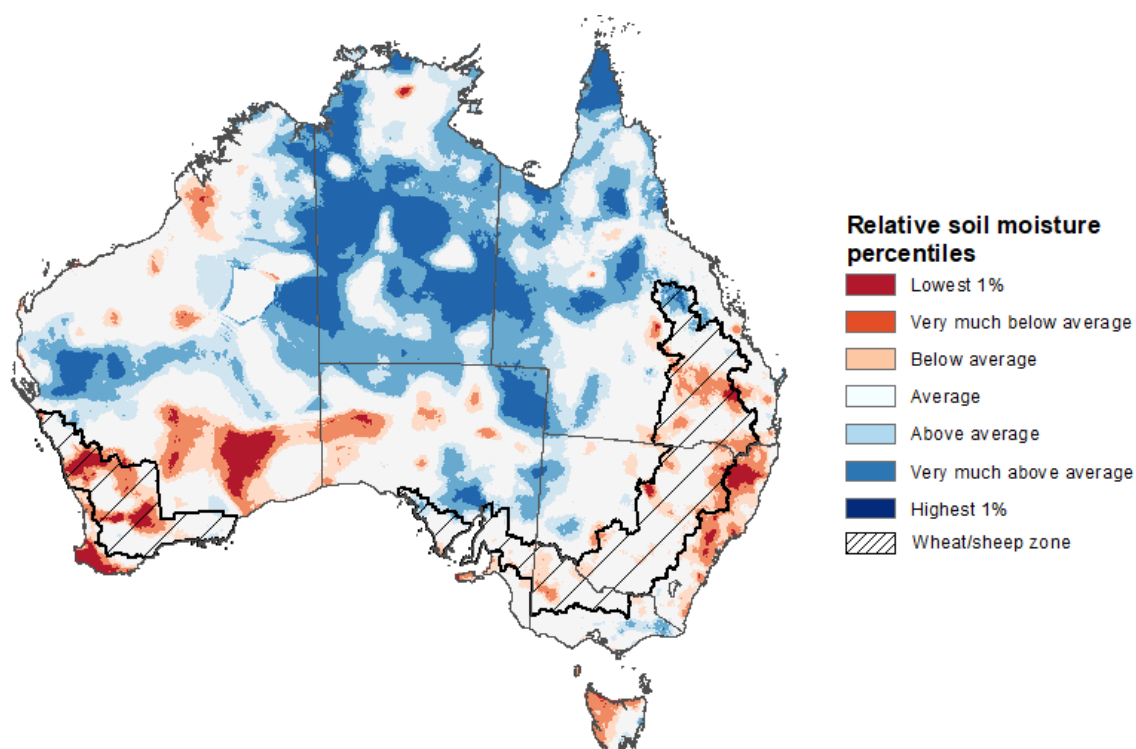 Relative soil moisture
percentiles
Lowest 1%
Very much below average
Below average
Average
Above average
Very much above average
Highest 1%
Wheat/sheep zone